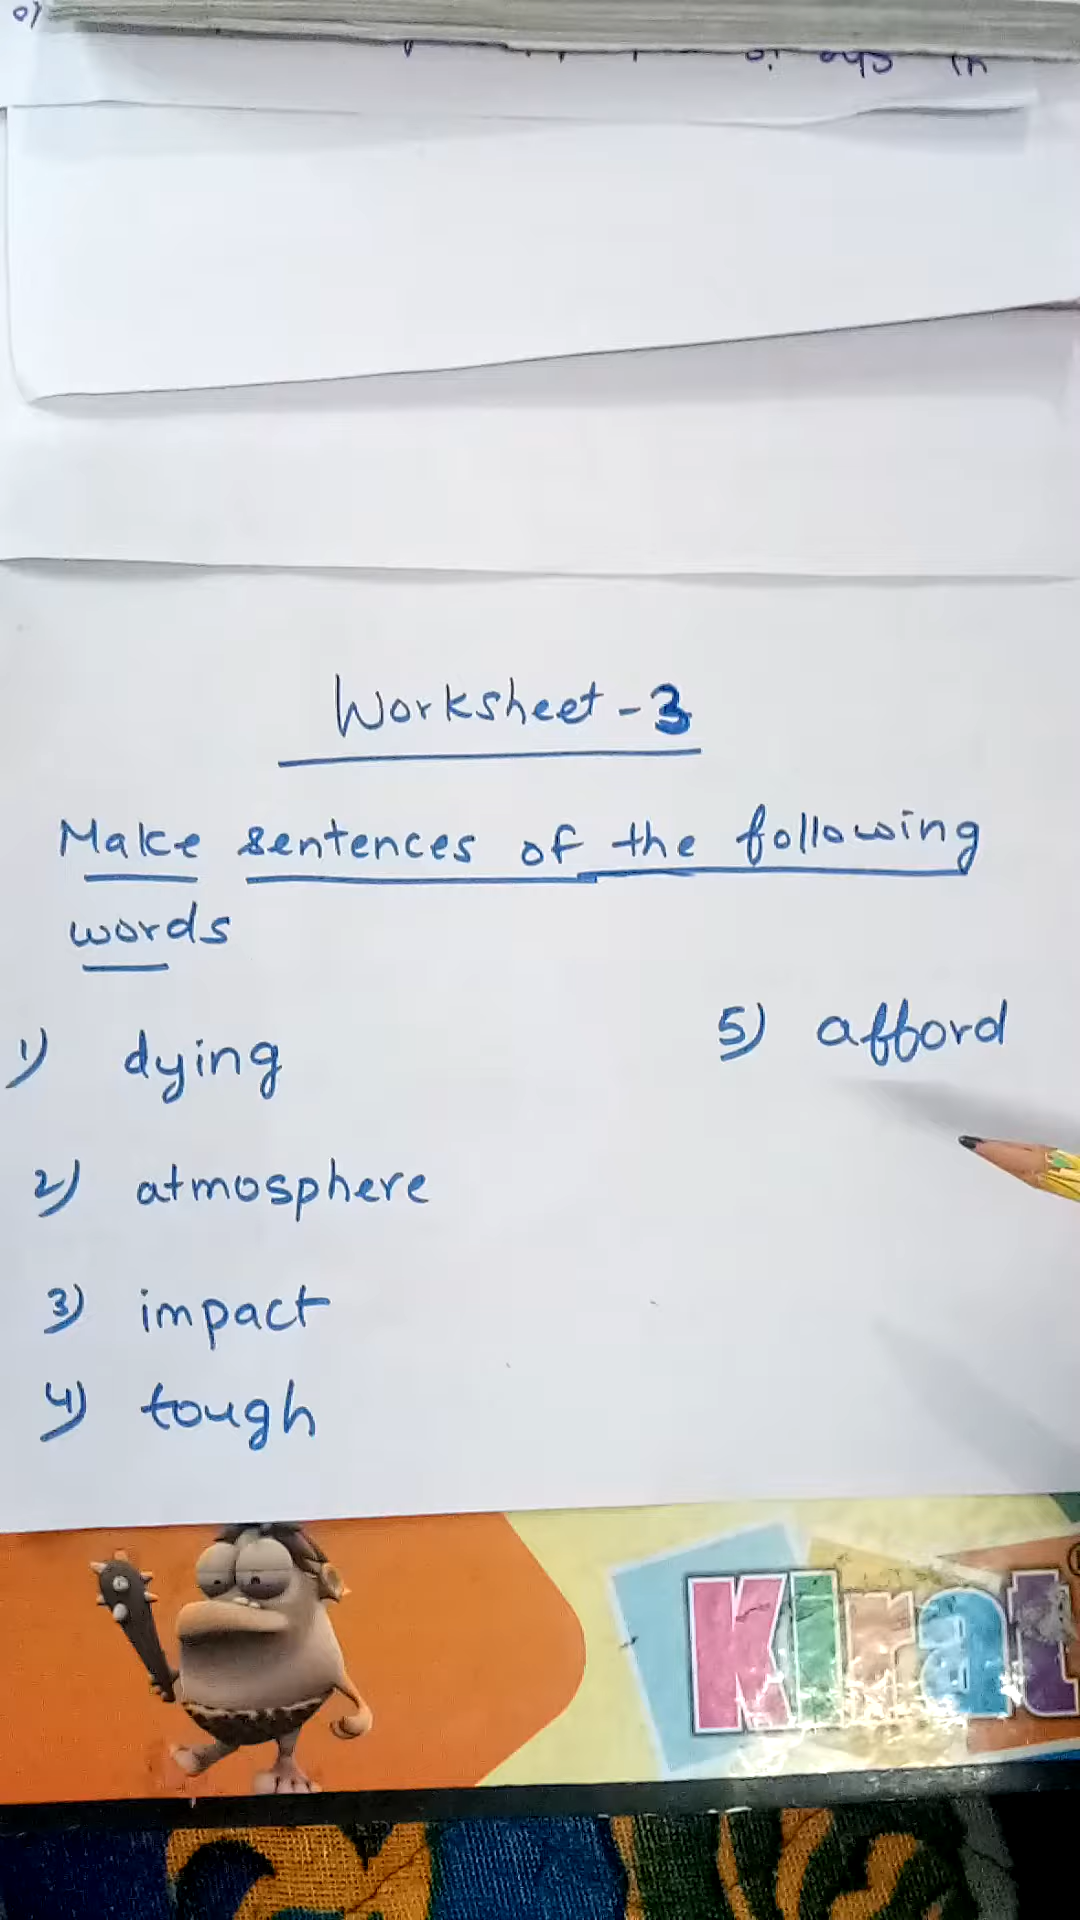 Worksheet - 3
Make sentences of the following
words
1) dying
5) afford
2) atmosphere
3) impact
4) tough
Kirat